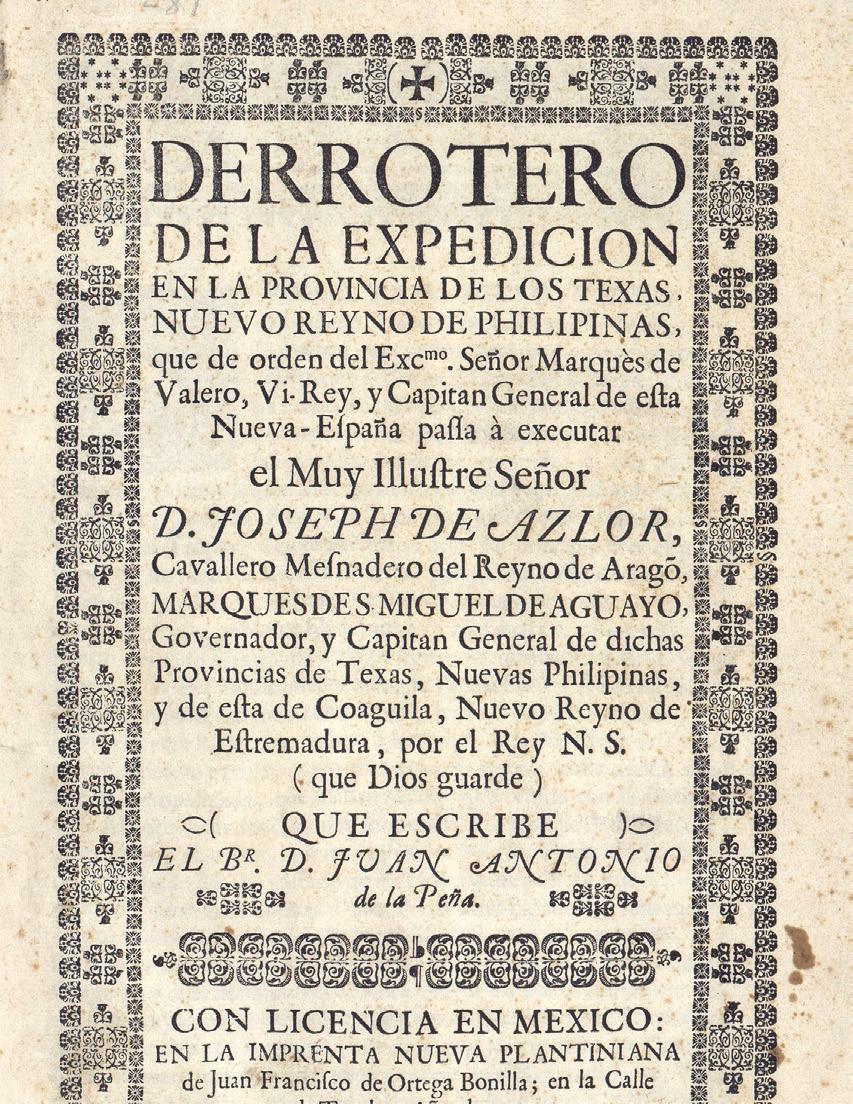 DERROTERO
DE LA EXPEDICION
EN LA PROVINCIA DE LOS TEXAS,
NUEVO REYNO DE PHILIPINAS,
que de orden del Excᵐᵒ. Señor Marquès de
Valero, Vi-Rey, y Capitan General de eſta
Nueva-Eſpaña paſſa à executar
el Muy Illuſtre Señor
D. JOSEPH DE AZLOR,
Cavallero Meſnadero del Reyno de Aragō,
MARQUES DE S. MIGUEL DE AGUAYO,
Governador, y Capitan General de dichas
Provincias de Texas, Nuevas Philipinas,
y de eſta de Coaguila, Nuevo Reyno de
Eſtremadura, por el Rey N. S.
( que Dios guarde )
QUE ESCRIBE
EL Bᴿ. D. JVAN ANTONIO
de la Peña.
CON LICENCIA EN MEXICO:
EN LA IMPRENTA NUEVA PLANTINIANA
de Juan Franciſco de Ortega Bonilla; en la Calle